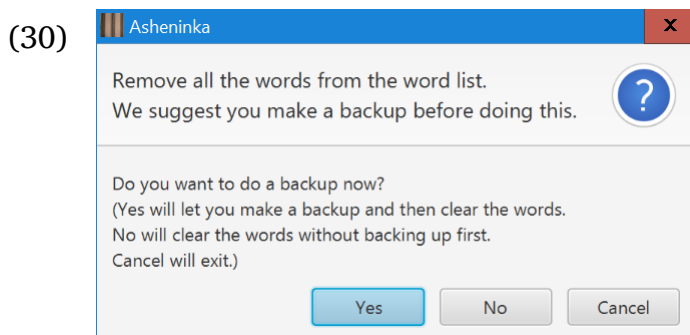 (30)
Asheninka
x
Remove all the words from the word list.
We suggest you make a backup before doing this.
?
Do you want to do a backup now?
(Yes will let you make a backup and then clear the words.
No will clear the words without backing up first.
Cancel will exit.)
Yes No Cancel